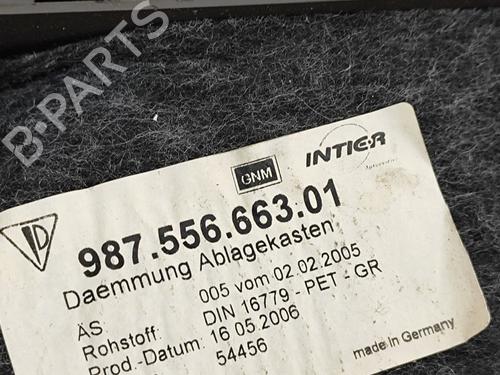 B-PARTS
GNM
INTIER
987.556.663.01
Daemmung Ablagekasten
ÄS 005 vom 02.02.2005
Rohstoff: DIN 16779 - PET - GR
Prod.-Datum: 16.05.2006
54456
made in Germany